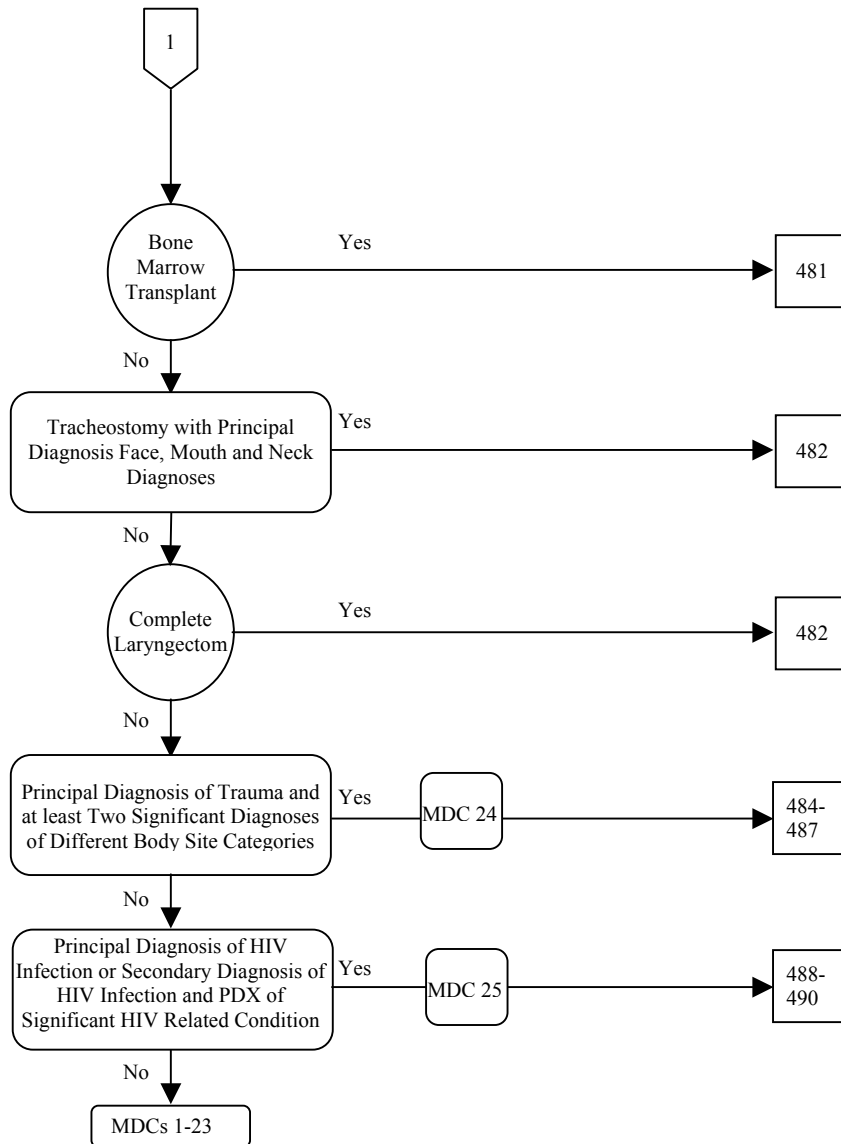 1
Bone
Marrow
Transplant
Yes
481
No
Tracheostomy with Principal
Diagnosis Face, Mouth and Neck
Diagnoses
Yes
482
No
Complete
Laryngectom
Yes
482
No
Principal Diagnosis of Trauma and
at least Two Significant Diagnoses
of Different Body Site Categories
Yes
MDC 24
484-
487
No
Principal Diagnosis of HIV
Infection or Secondary Diagnosis of
HIV Infection and PDX of
Significant HIV Related Condition
Yes
MDC 25
488-
490
No
MDCs 1-23